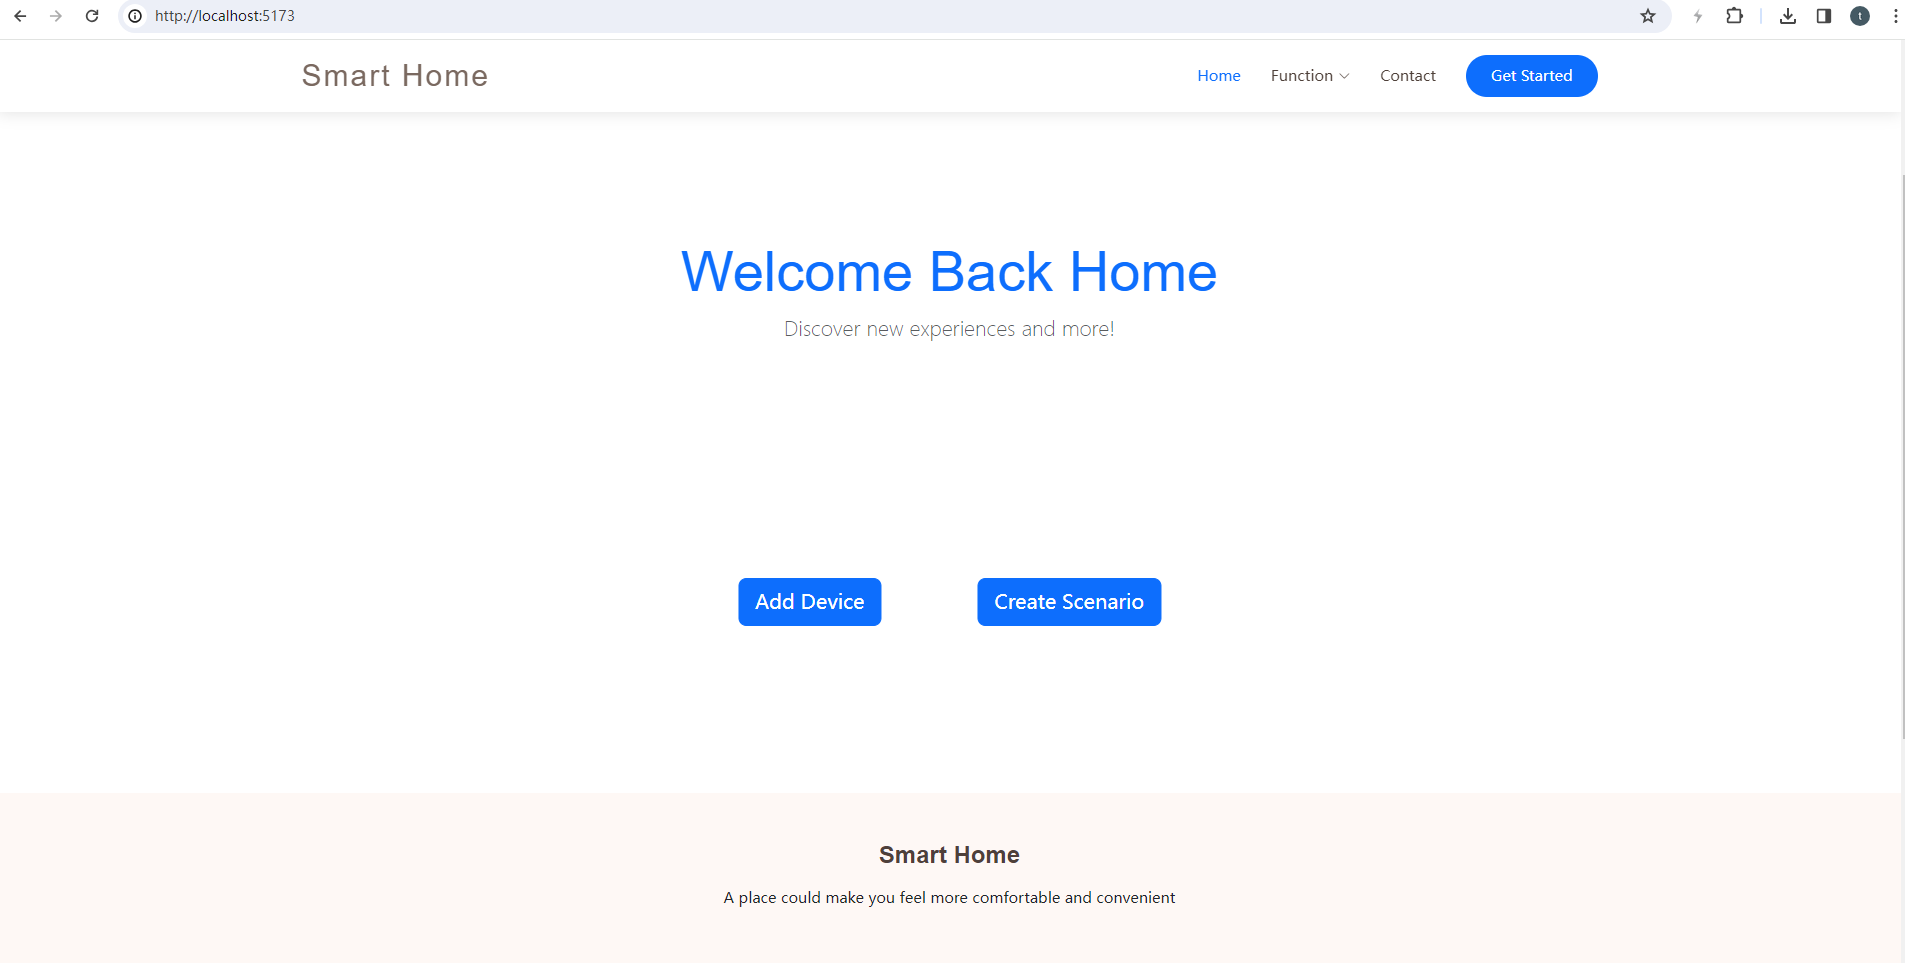 http://localhost:5173
t
Smart Home
Home Function Contact Get Started
Welcome Back Home
Discover new experiences and more!
Add Device Create Scenario
Smart Home
A place could make you feel more comfortable and convenient